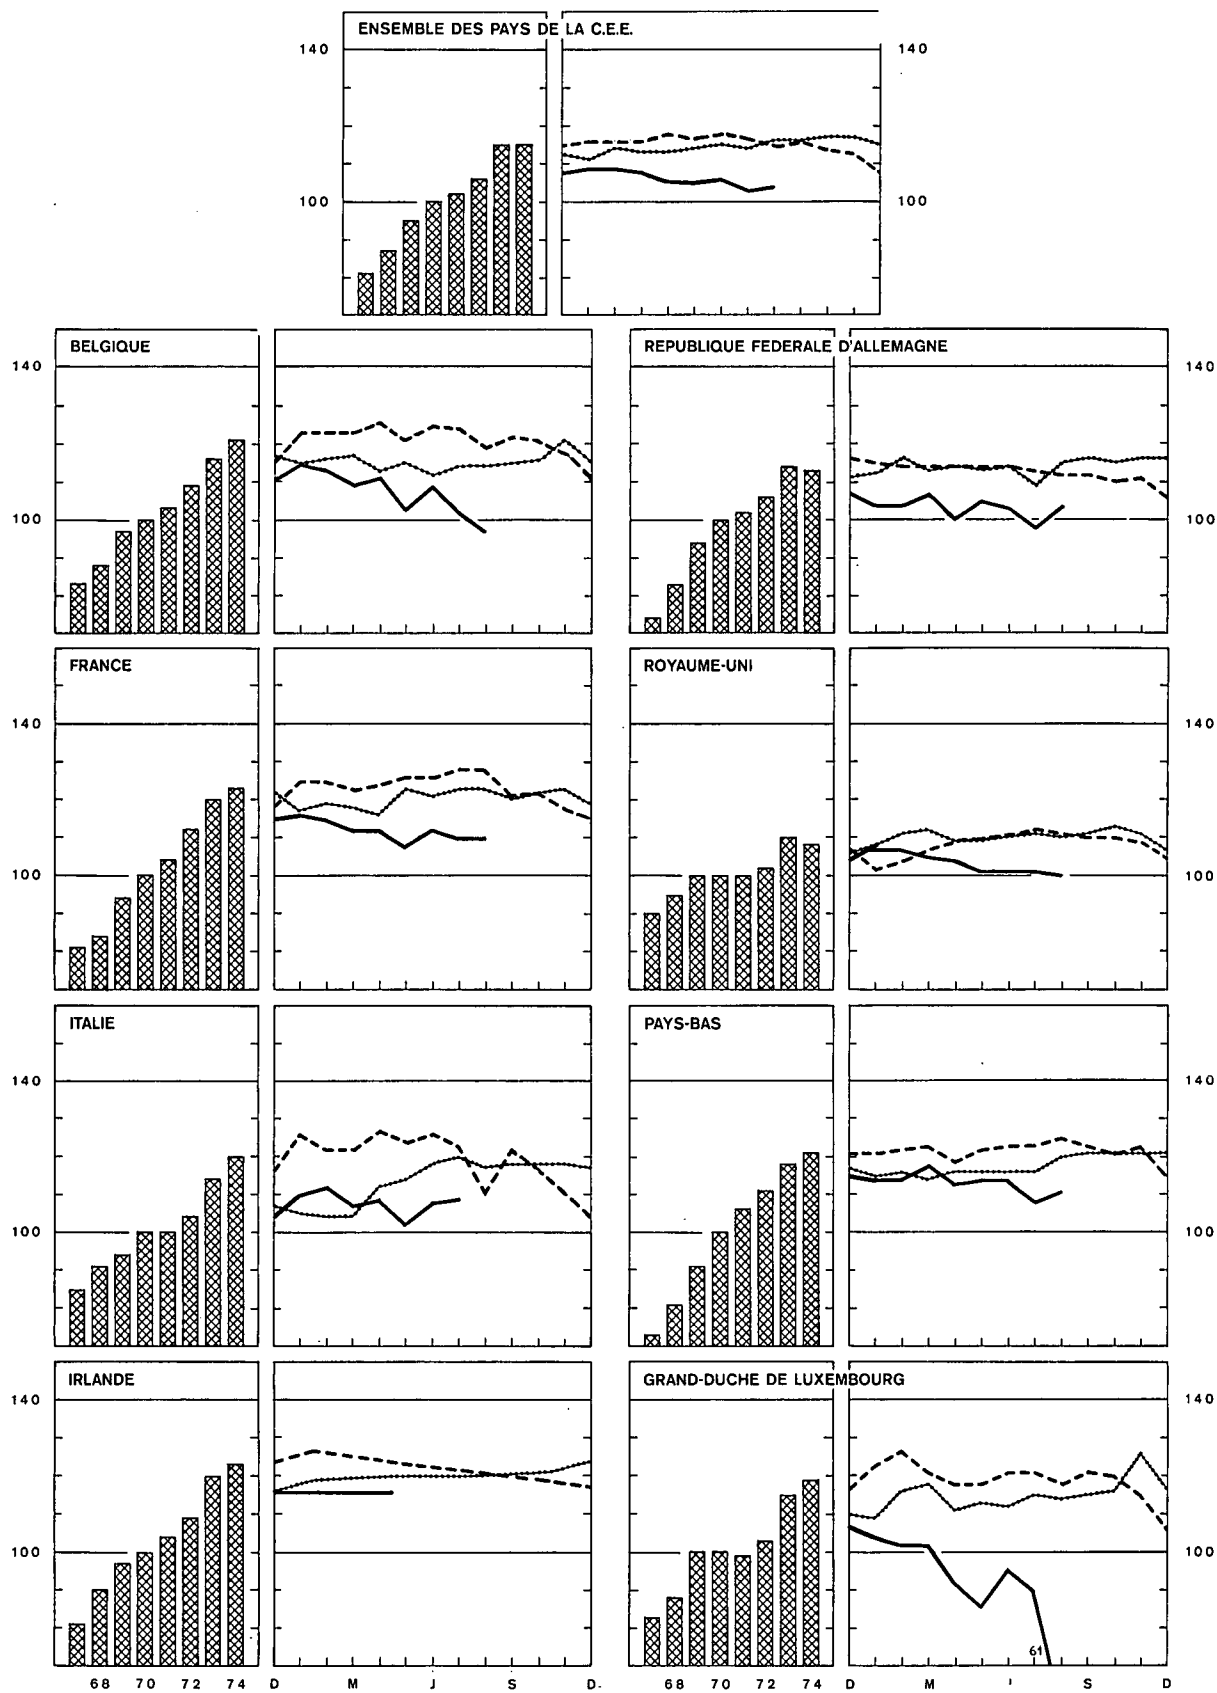 ENSEMBLE DES PAYS DE LA C.E.E.
140 140
100 100
BELGIQUE REPUBLIQUE FEDERALE D'ALLEMAGNE
140 140
100 100
FRANCE ROYAUME-UNI
140 140
100 100
ITALIE PAYS-BAS
140 140
100 100
IRLANDE GRAND-DUCHE DE LUXEMBOURG
140 140
100 100
61
68 70 72 74 D M J S D 68 70 72 74 D M S D